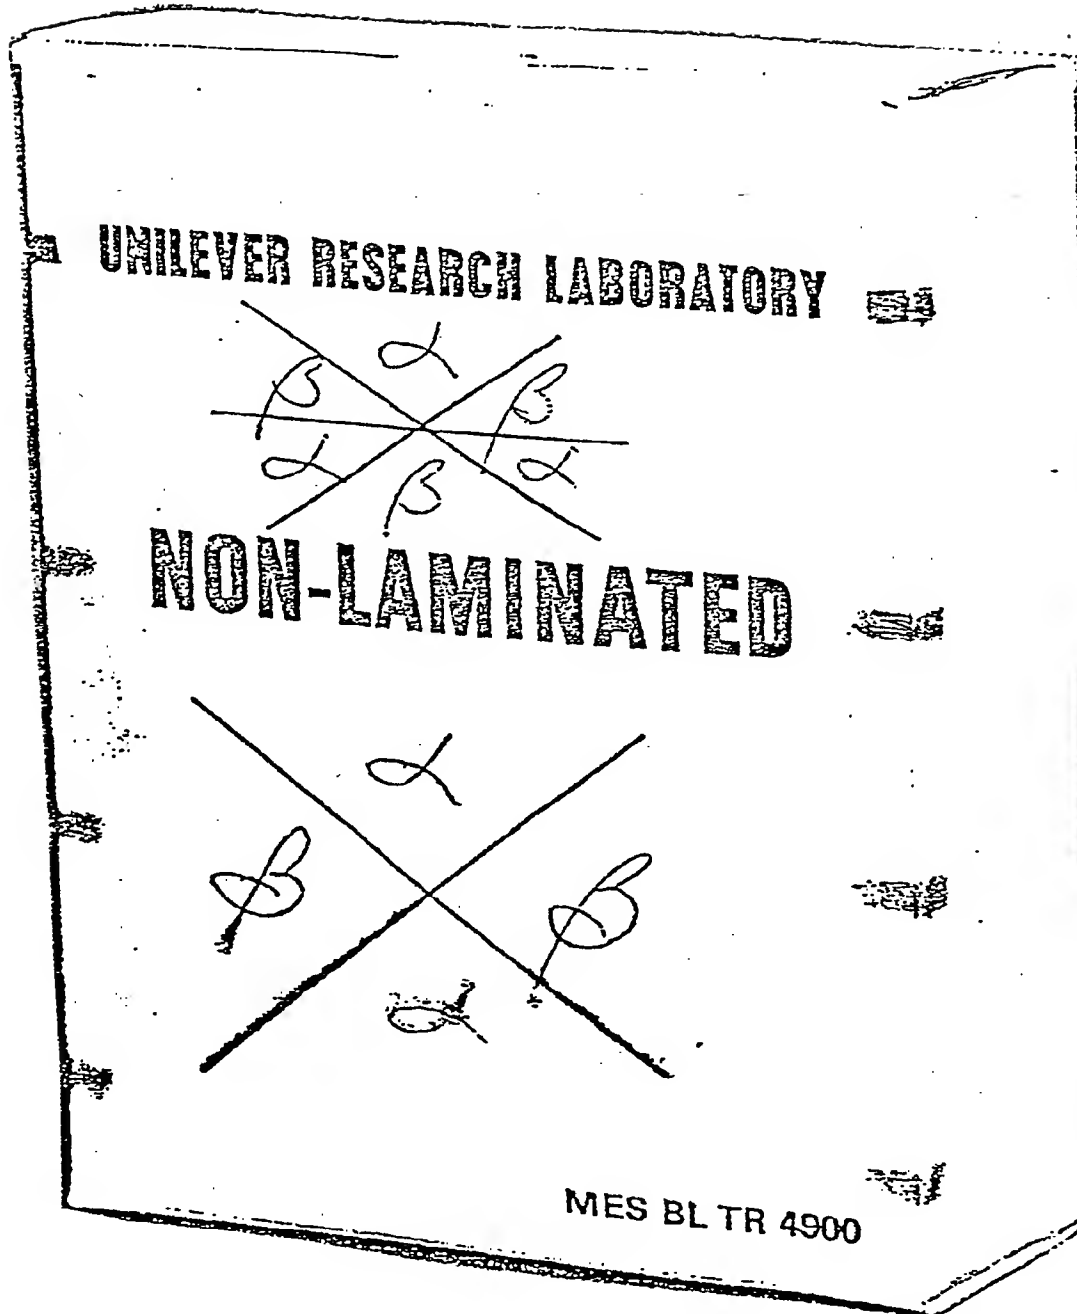 UNILEVER RESEARCH LABORATORY
α
β β
α α
β
NON-LAMINATED
α
β β
α
MES BL TR 4900